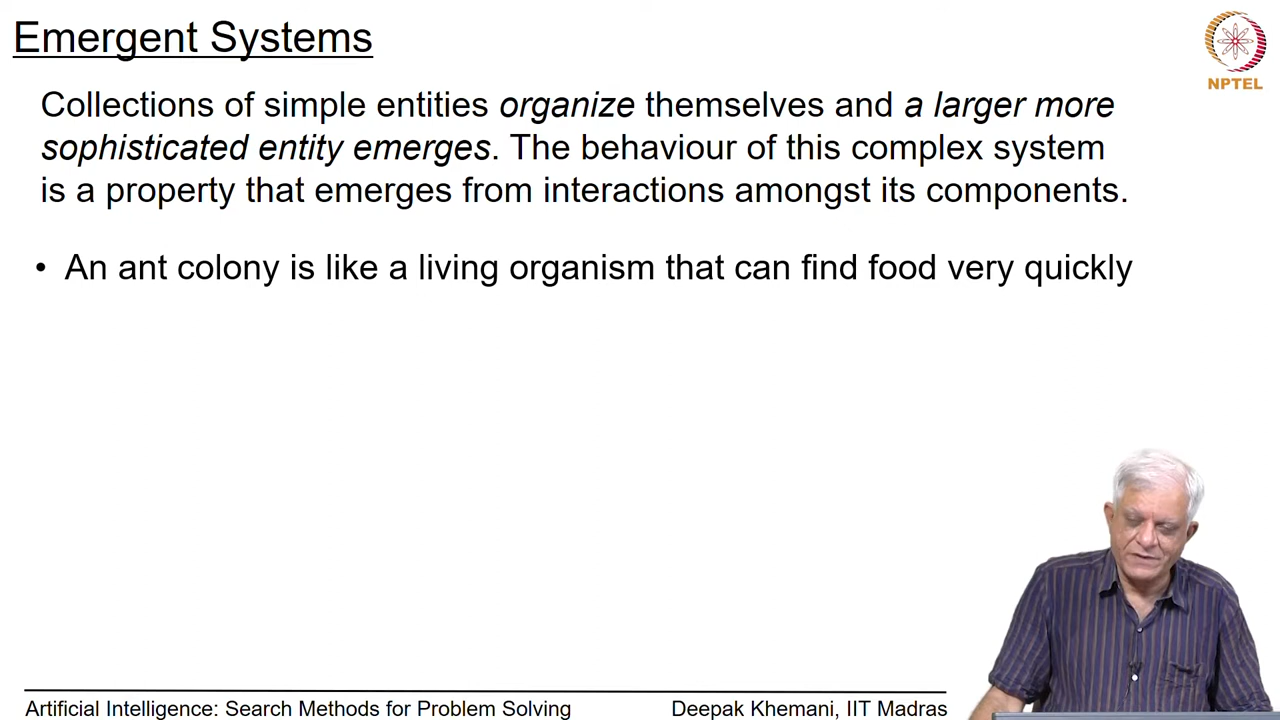 Emergent Systems
NPTEL
Collections of simple entities organize themselves and a larger more
sophisticated entity emerges. The behaviour of this complex system
is a property that emerges from interactions amongst its components.
• An ant colony is like a living organism that can find food very quickly
Artificial Intelligence: Search Methods for Problem Solving
Deepak Khemani, IIT Madras